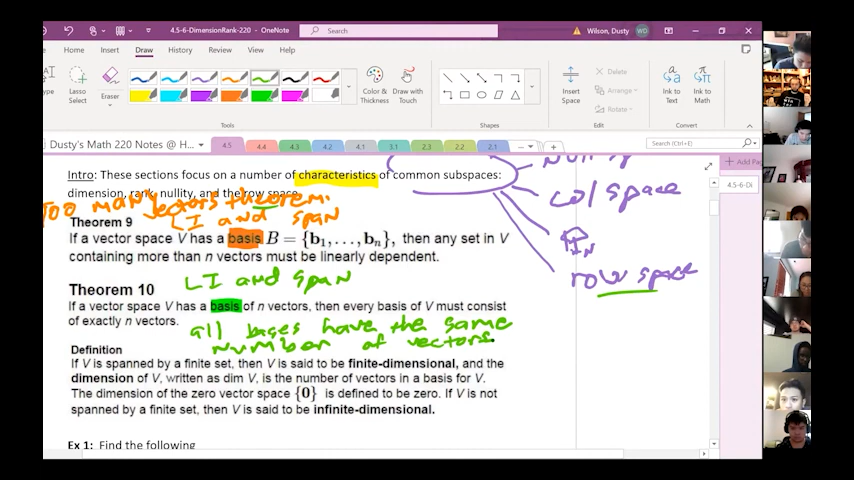 4.5-6-DimensionRank-220 - OneNote
Search
Wilson, Dusty
WD
Home
Insert
Draw
History
Review
View
Help
Type
Lasso
Select
Eraser
Color &
Thickness
Draw with
Touch
Insert
Space
Delete
Arrange
Rotate
Ink to
Text
Ink to
Math
Tools
Shapes
Convert
Dusty's Math 220 Notes @ H...
4.5
4.4
4.3
4.2
4.1
3.1
2.3
2.2
2.1
Search (Ctrl+E)
Add Pag
4.5-6-Di
Intro: These sections focus on a number of characteristics of common subspaces:
dimension, rank, nullity, and the row space.
Too many vectors theorem.
LI and span
Theorem 9
If a vector space V has a basis B = {b1, . . . , bn}, then any set in V
containing more than n vectors must be linearly dependent.
LI and span
Theorem 10
If a vector space V has a basis of n vectors, then every basis of V must consist
of exactly n vectors.
all bases have the same
number of vectors.
Definition
If V is spanned by a finite set, then V is said to be finite-dimensional, and the
dimension of V, written as dim V, is the number of vectors in a basis for V.
The dimension of the zero vector space {0} is defined to be zero. If V is not
spanned by a finite set, then V is said to be infinite-dimensional.
Ex 1: Find the following
col space
row space